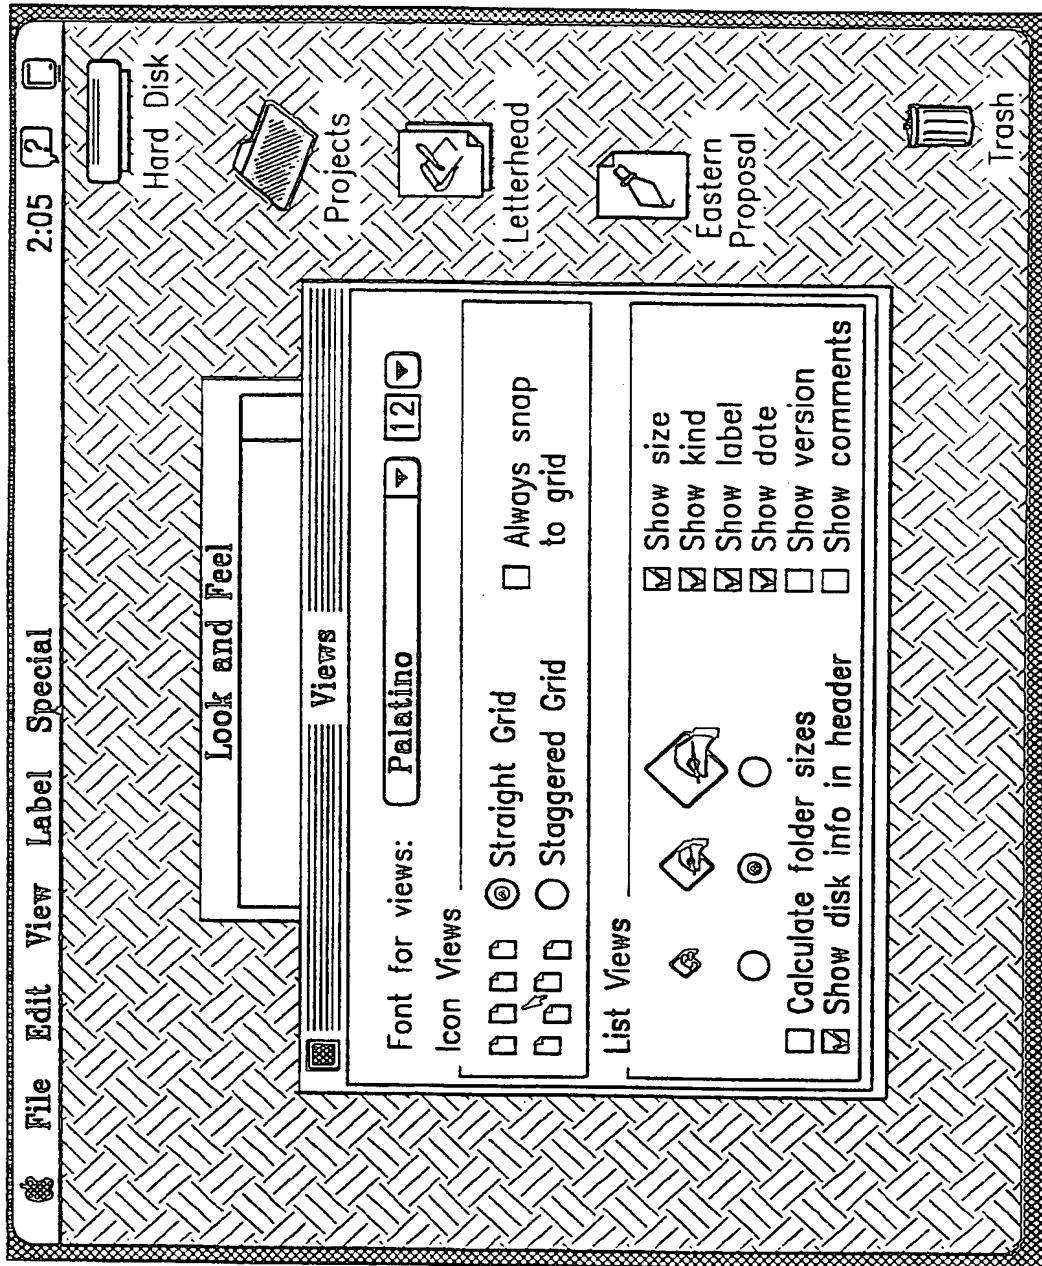 File Edit View Label Special 2:05 ?
Hard Disk
Projects
Letterhead
Eastern
Proposal
Trash
Look and Feel
Views
Font for views: Palatino 12
Icon Views
Straight Grid
Staggered Grid
Always snap
to grid
List Views
Show size
Show kind
Show label
Show date
Show version
Show comments
Calculate folder sizes
Show disk info in header